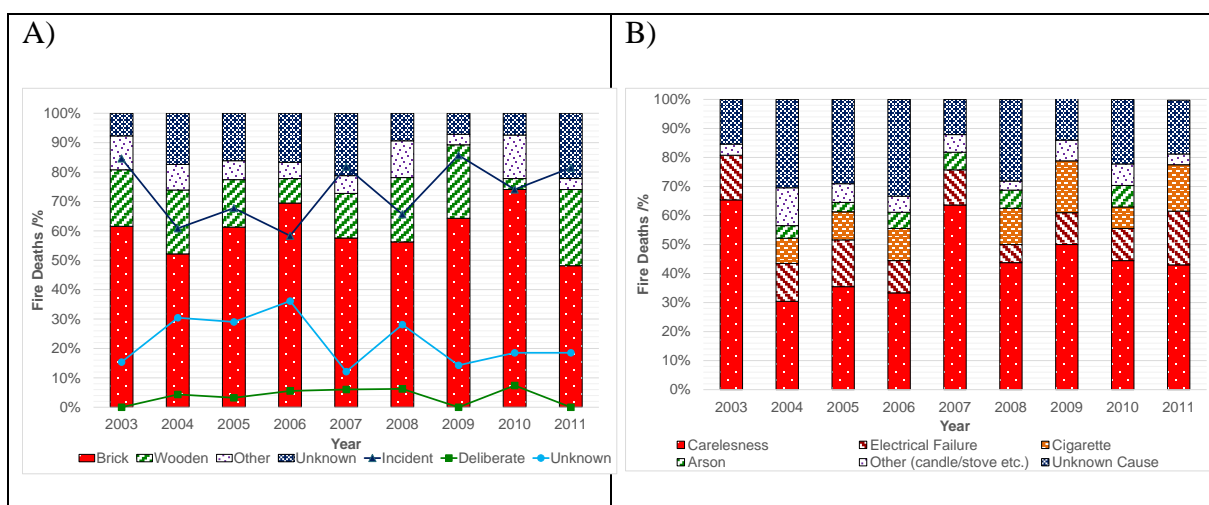 A)
Fire Deaths /%
100%
90%
80%
70%
60%
50%
40%
30%
20%
10%
0%
2003 2004 2005 2006 2007 2008 2009 2010 2011
Year
Brick Wooden Other Unknown Incident Deliberate Unknown
B)
Fire Deaths /%
100%
90%
80%
70%
60%
50%
40%
30%
20%
10%
0%
2003 2004 2005 2006 2007 2008 2009 2010 2011
Year
Carelesness Electrical Failure Cigarette
Arson Other (candle/stove etc.) Unknown Cause